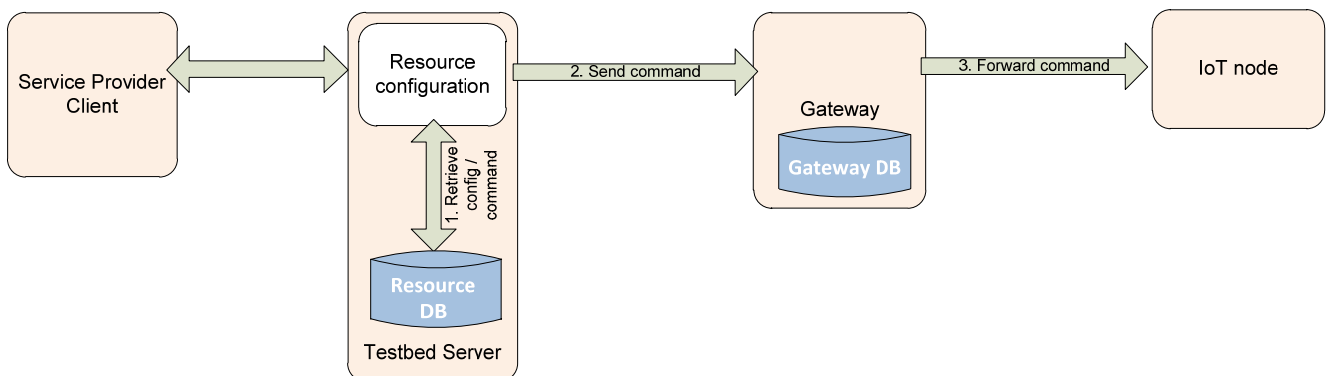 Service Provider
Client
Resource
configuration
1. Retrieve
config /
command
Resource
DB
Testbed Server
2. Send command
Gateway
Gateway DB
3. Forward command
IoT node